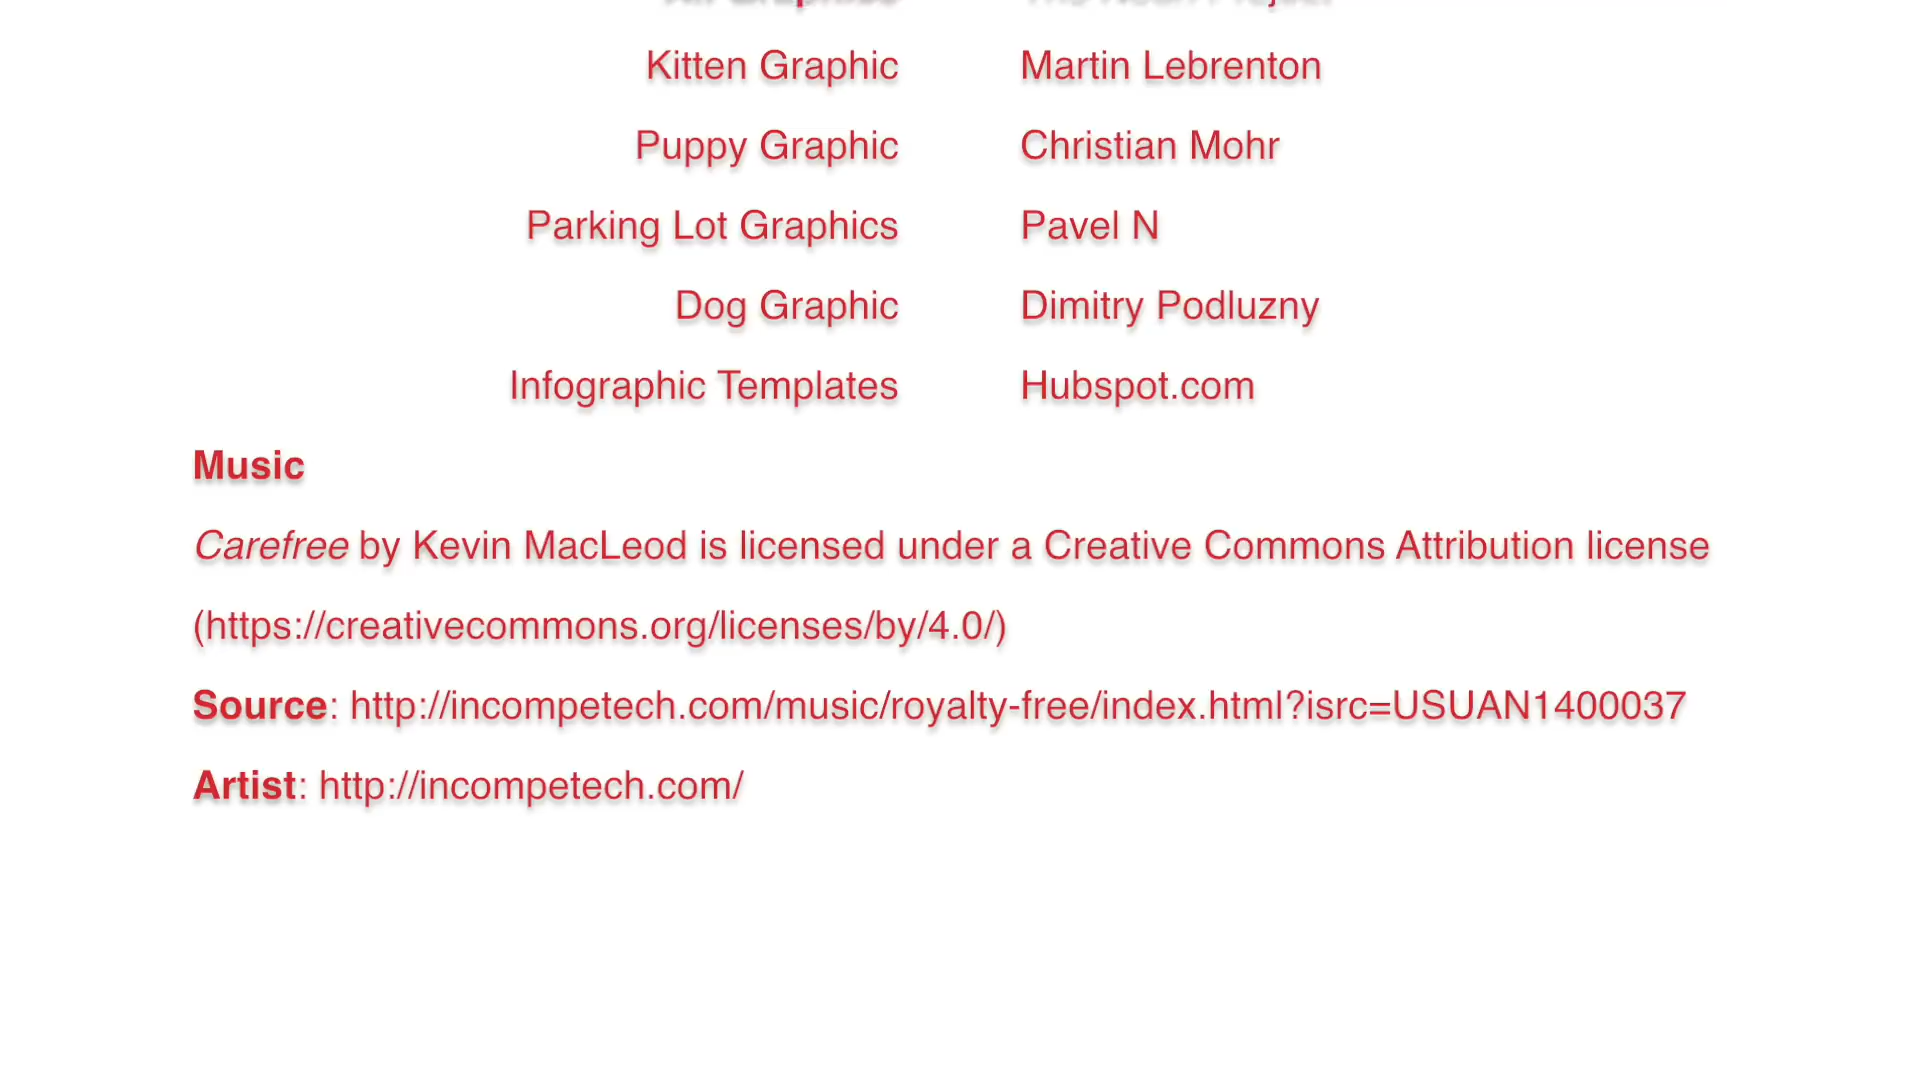 Kitten Graphic Martin Lebrenton
Puppy Graphic Christian Mohr
Parking Lot Graphics Pavel N
Dog Graphic Dimitry Podluzny
Infographic Templates Hubspot.com
Music
Carefree by Kevin MacLeod is licensed under a Creative Commons Attribution license
(https://creativecommons.org/licenses/by/4.0/)
Source: http://incompetech.com/music/royalty-free/index.html?isrc=USUAN1400037
Artist: http://incompetech.com/